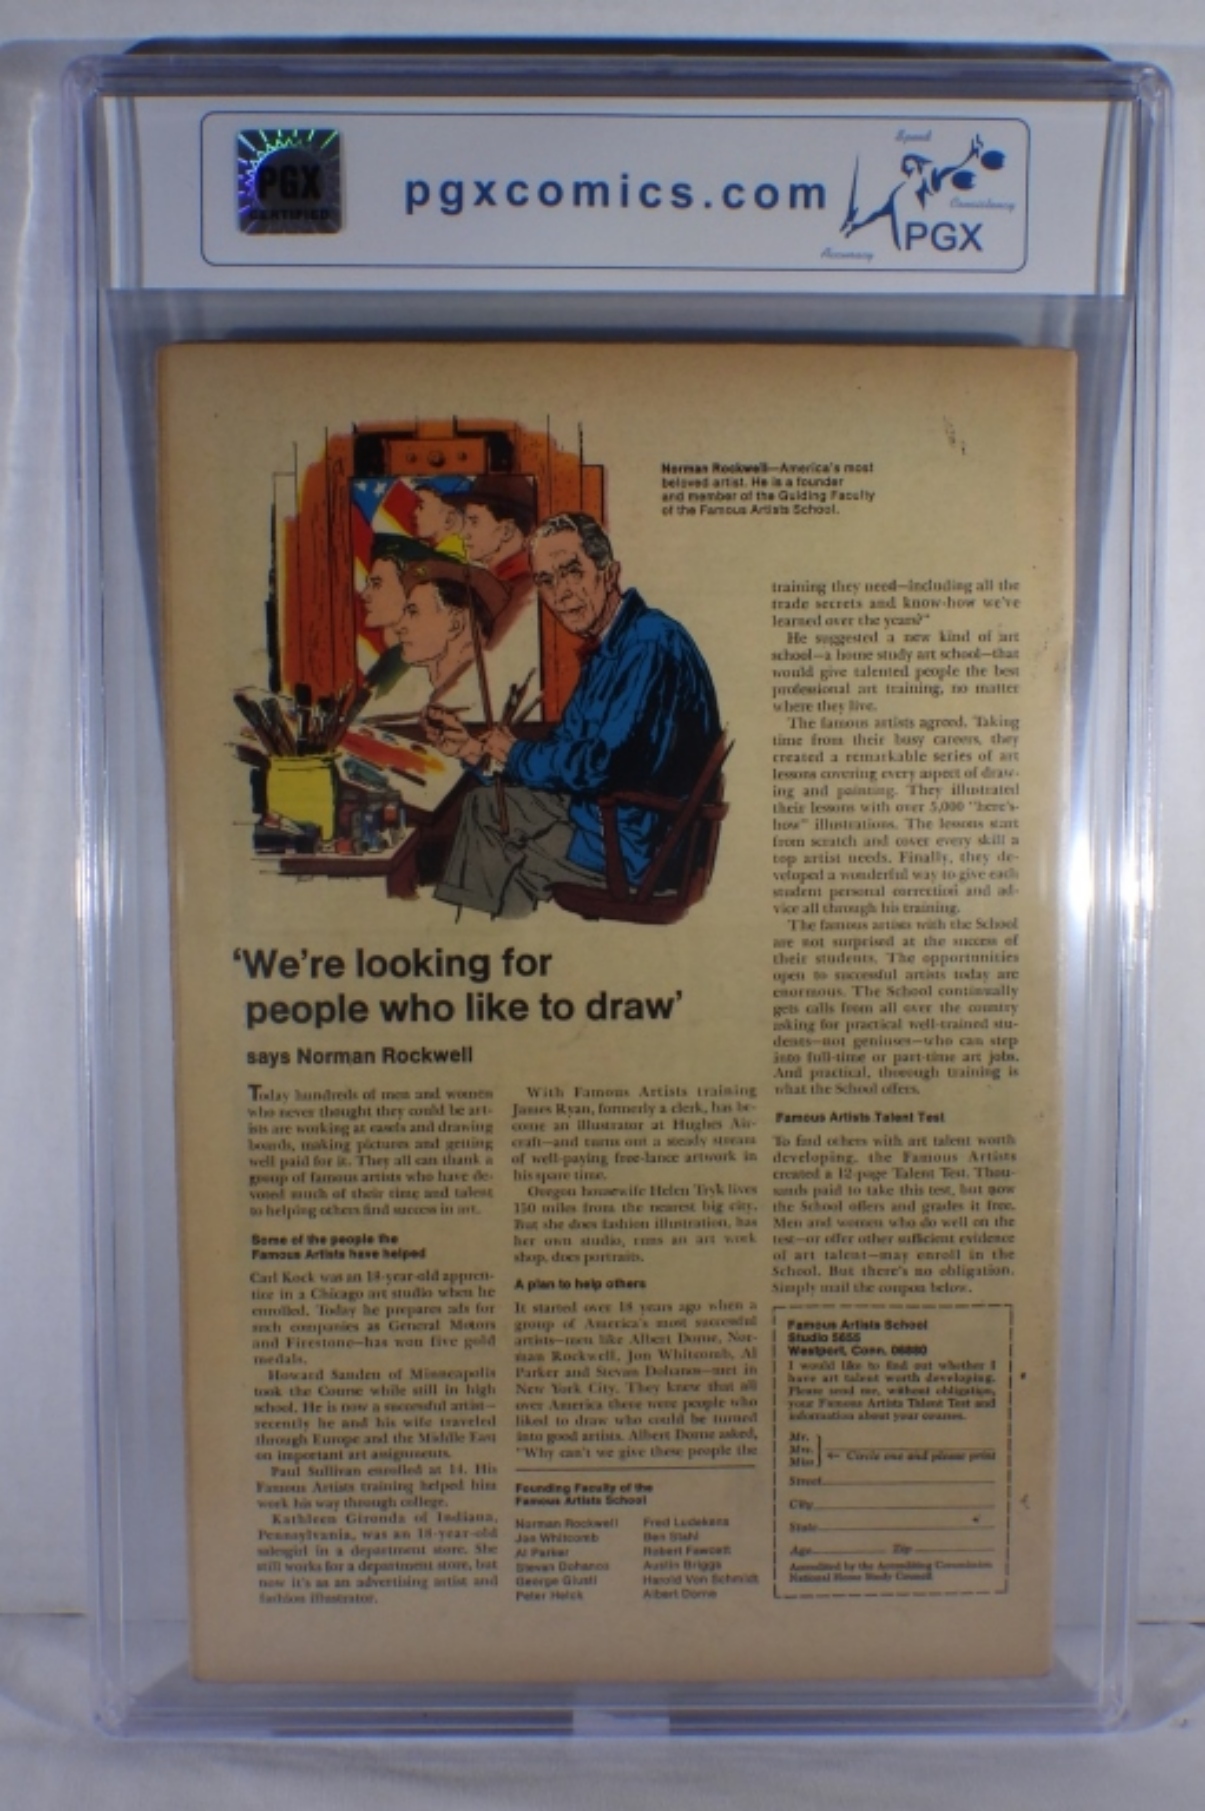 PGX
CERTIFIED
pgxcomics.com
Speed
Consistency
Accuracy
PGX
Norman Rockwell—America's most
beloved artist. He is a founder
and member of the Guiding Faculty
of the Famous Artists School.
'We're looking for
people who like to draw'
says Norman Rockwell
Today hundreds of men and women
who never thought they could be art-
ists are working at easels and drawing
boards, making pictures and getting
well paid for it. They all can thank a
group of famous artists who have de-
voted much of their time and talent
to helping others find success in art.
Some of the people the
Famous Artists have helped
Carl Kock was an 18-year-old appren-
tice in a Chicago art studio when he
enrolled. Today he prepares ads for
such companies as General Motors
and Firestone—has won five gold
medals.
Howard Sanden of Minneapolis
took the Course while still in high
school. He is now a successful artist—
recently he and his wife traveled
through Europe and the Middle East
on important art assignments.
Paul Sullivan enrolled at 14. His
Famous Artists training helped him
work his way through college.
Kathleen Gironda of Indiana,
Pennsylvania, was an 18-year-old
salesgirl in a department store. She
still works for a department store, but
now it's as an advertising artist and
fashion illustrator.
With Famous Artists training
James Ryan, formerly a clerk, has be-
come an illustrator at Hughes Air-
craft—and turns out a steady stream
of well-paying free-lance artwork in
his spare time.
Oregon housewife Helen Tryk lives
150 miles from the nearest big city.
But she does fashion illustration, has
her own studio, runs an art work
shop, does portraits.
A plan to help others
It started over 18 years ago when a
group of America's most successful
artists—men like Albert Dorne, Nor-
man Rockwell, Jon Whitcomb, Al
Parker and Stevan Dohanos—met in
New York City. They knew that all
over America there were people who
liked to draw who could be turned
into good artists. Albert Dorne asked,
"Why can't we give these people the
Founding Faculty of the
Famous Artists School
Norman Rockwell
Jon Whitcomb
Al Parker
Stevan Dohanos
George Giusti
Peter Helck
Fred Ludekens
Ben Stahl
Robert Fawcett
Austin Briggs
Harold Von Schmidt
Albert Dorne
training they need—including all the
trade secrets and know-how we've
learned over the years?"
He suggested a new kind of art
school—a home study art school—that
would give talented people the best
professional art training, no matter
where they live.
The famous artists agreed. Taking
time from their busy careers, they
created a remarkable series of art
lessons covering every aspect of draw-
ing and painting. They illustrated
their lessons with over 5,000 "here's-
how" illustrations. The lessons start
from scratch and cover every skill a
top artist needs. Finally, they de-
veloped a wonderful way to give each
student personal correction and ad-
vice all through his training.
The famous artists with the School
are not surprised at the success of
their students. The opportunities
open to successful artists today are
enormous. The School continually
gets calls from all over the country
asking for practical well-trained stu-
dents—not geniuses—who can step
into full-time or part-time art jobs.
And practical, thorough training is
what the School offers.
Famous Artists Talent Test
To find others with art talent worth
developing, the Famous Artists
created a 12-page Talent Test. Thou-
sands paid to take this test, but now
the School offers and grades it free.
Men and women who do well on the
test—or offer other sufficient evidence
of art talent—may enroll in the
School. But there's no obligation.
Simply mail the coupon below.
Famous Artists School
Studio 5655
Westport, Conn. 06880
I would like to find out whether I
have art talent worth developing.
Please send me, without obligation,
your Famous Artists Talent Test and
information about your courses.
Mr.
Mrs.
Miss
← Circle one and please print
Street
City
State
Age Zip
Accredited by the Accrediting Commission
National Home Study Council